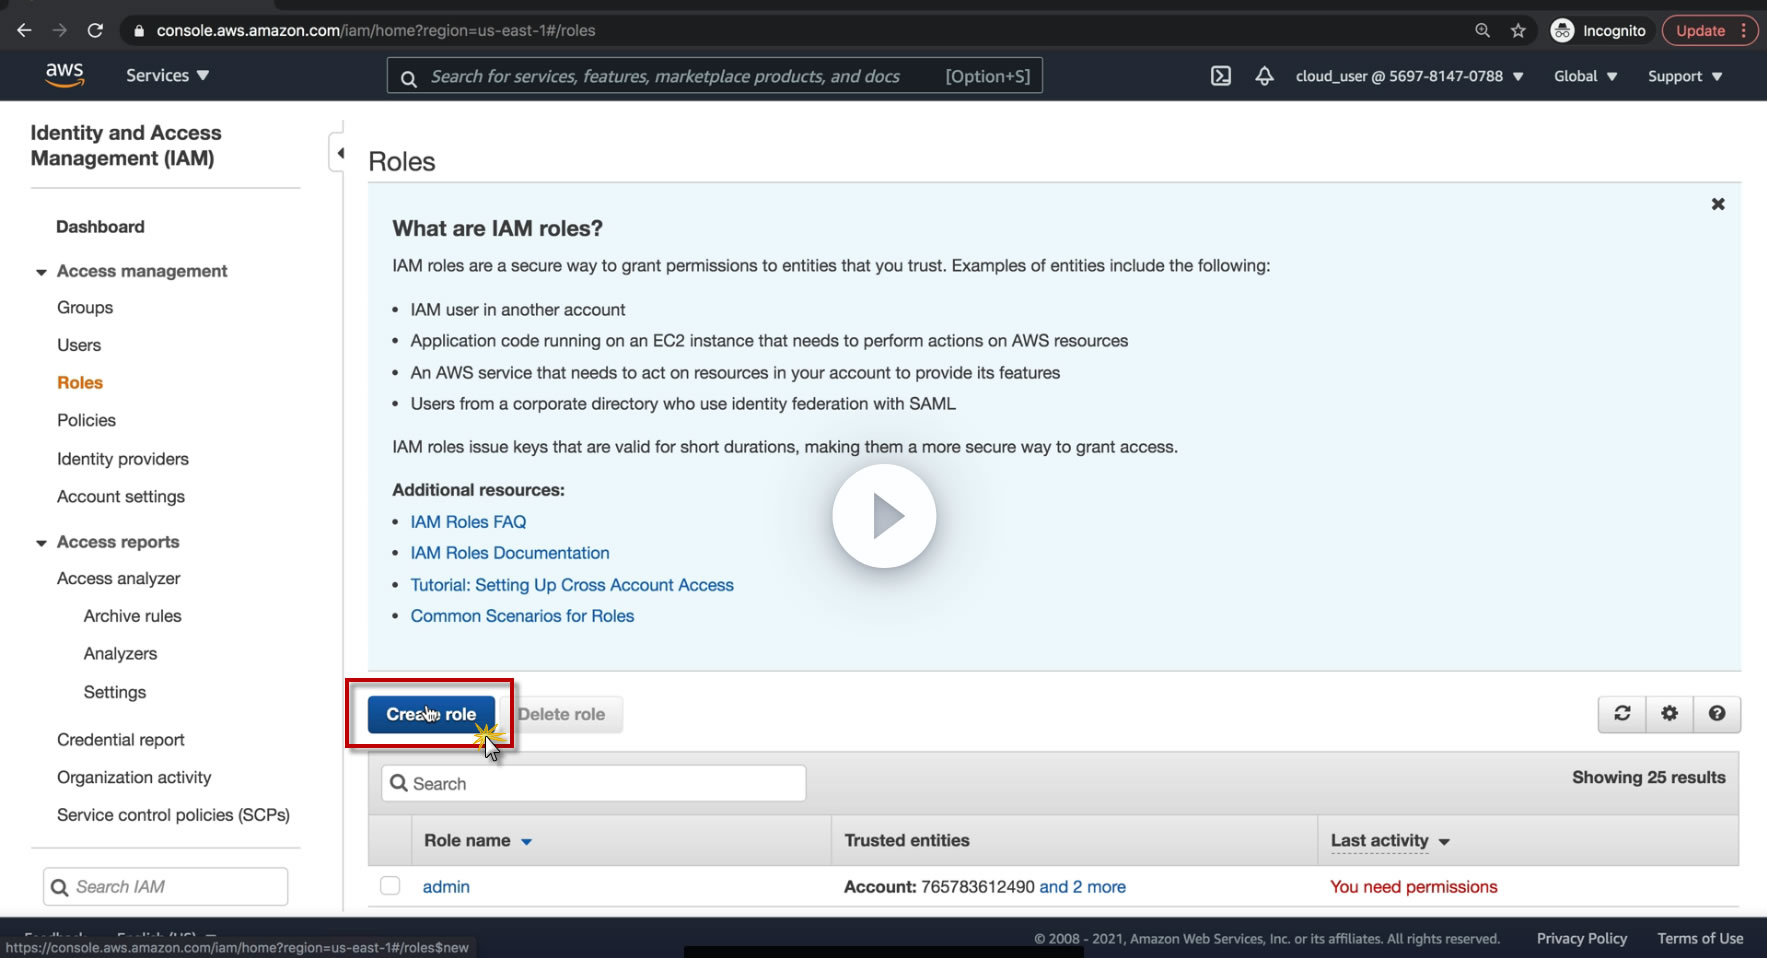 console.aws.amazon.com/iam/home?region=us-east-1#/roles
Incognito
Update
aws
Services
Search for services, features, marketplace products, and docs [Option+S]
cloud_user @ 5697-8147-0788
Global
Support
Identity and Access
Management (IAM)
Dashboard
Access management
Groups
Users
Roles
Policies
Identity providers
Account settings
Access reports
Access analyzer
Archive rules
Analyzers
Settings
Credential report
Organization activity
Service control policies (SCPs)
Search IAM
Roles
What are IAM roles?
IAM roles are a secure way to grant permissions to entities that you trust. Examples of entities include the following:
• IAM user in another account
• Application code running on an EC2 instance that needs to perform actions on AWS resources
• An AWS service that needs to act on resources in your account to provide its features
• Users from a corporate directory who use identity federation with SAML
IAM roles issue keys that are valid for short durations, making them a more secure way to grant access.
Additional resources:
• IAM Roles FAQ
• IAM Roles Documentation
• Tutorial: Setting Up Cross Account Access
• Common Scenarios for Roles
Create role
Delete role
Search
Showing 25 results
Role name
Trusted entities
Last activity
admin
Account: 765783612490 and 2 more
You need permissions
https://console.aws.amazon.com/iam/home?region=us-east-1#/roles$new
© 2008 - 2021, Amazon Web Services, Inc. or its affiliates. All rights reserved.
Privacy Policy
Terms of Use